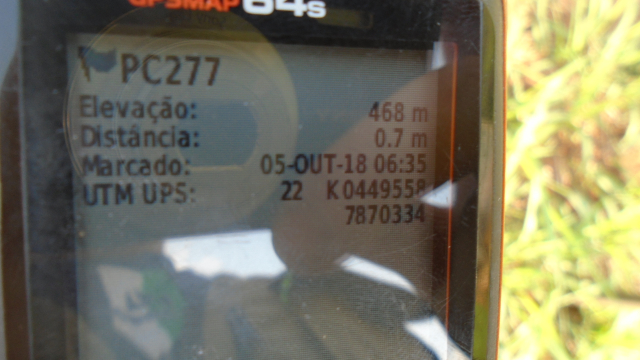 GPSMAP 64s
PC277
Elevação: 468 m
Distância: 0.7 m
Marcado: 05-OUT-18 06:35
UTM UPS: 22 K 0449558
7870334